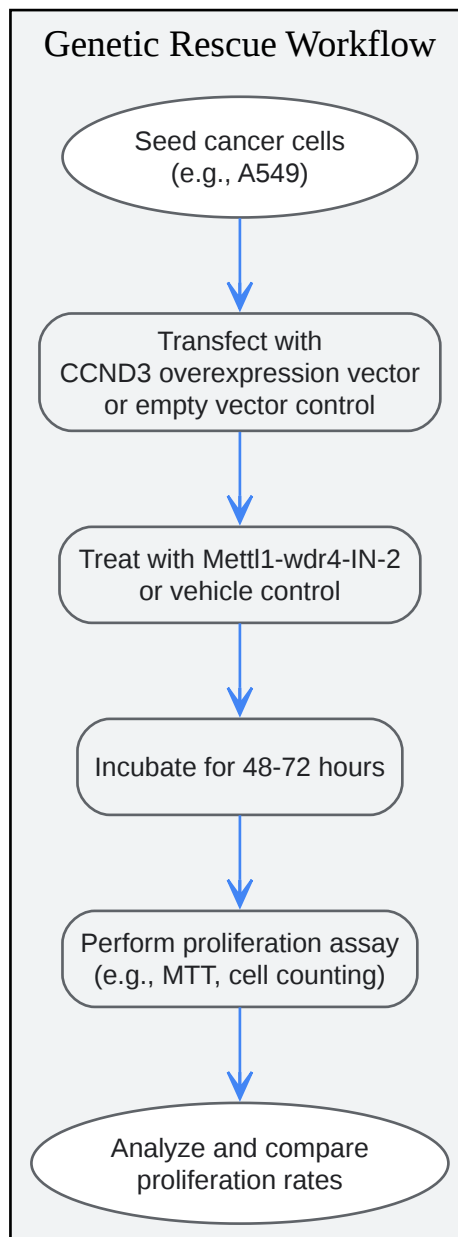 Genetic Rescue Workflow
Seed cancer cells
(e.g., A549)
Transfect with
CCND3 overexpression vector
or empty vector control
Treat with Mettl1-wdr4-IN-2
or vehicle control
Incubate for 48-72 hours
Perform proliferation assay
(e.g., MTT, cell counting)
Analyze and compare
proliferation rates